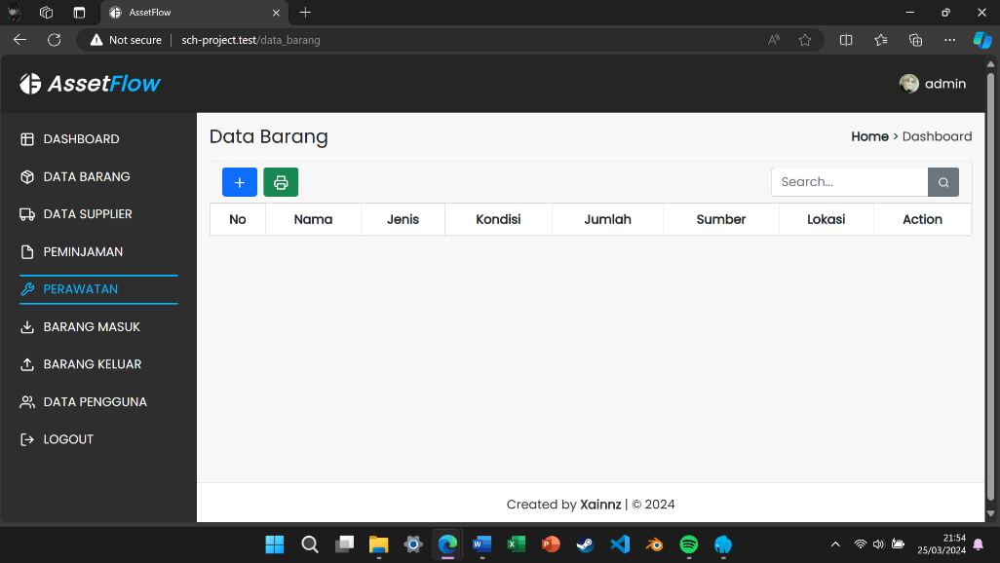 AssetFlow
Not secure sch-project.test/data_barang
AssetFlow
admin
DASHBOARD
DATA BARANG
DATA SUPPLIER
PEMINJAMAN
PERAWATAN
BARANG MASUK
BARANG KELUAR
DATA PENGGUNA
LOGOUT
Data Barang
Home > Dashboard
Search...
No Nama Jenis Kondisi Jumlah Sumber Lokasi Action
Created by Xainnz | © 2024
21:54
25/03/2024